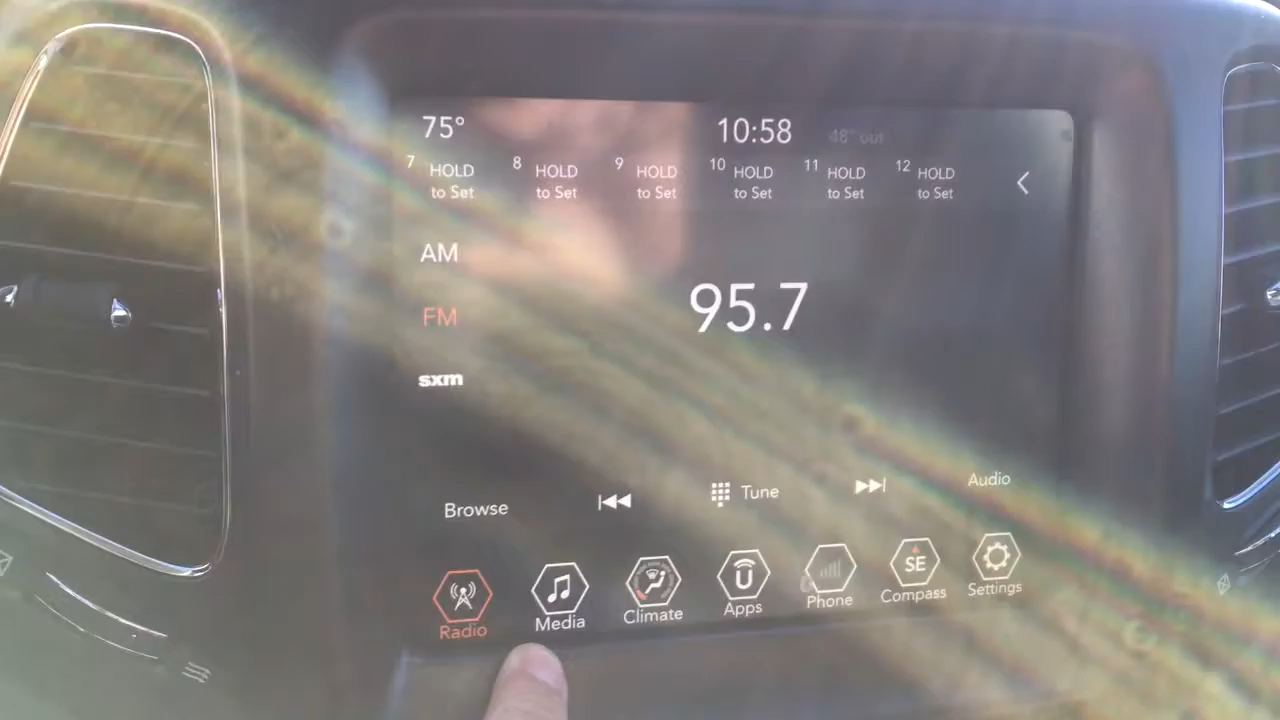 75° 10:58 48° out
7 HOLD to Set
8 HOLD to Set
9 HOLD to Set
10 HOLD to Set
11 HOLD to Set
12 HOLD to Set
AM
FM
95.7
sxm
Browse Tune Audio
SE
Radio Media Climate Apps Phone Compass Settings